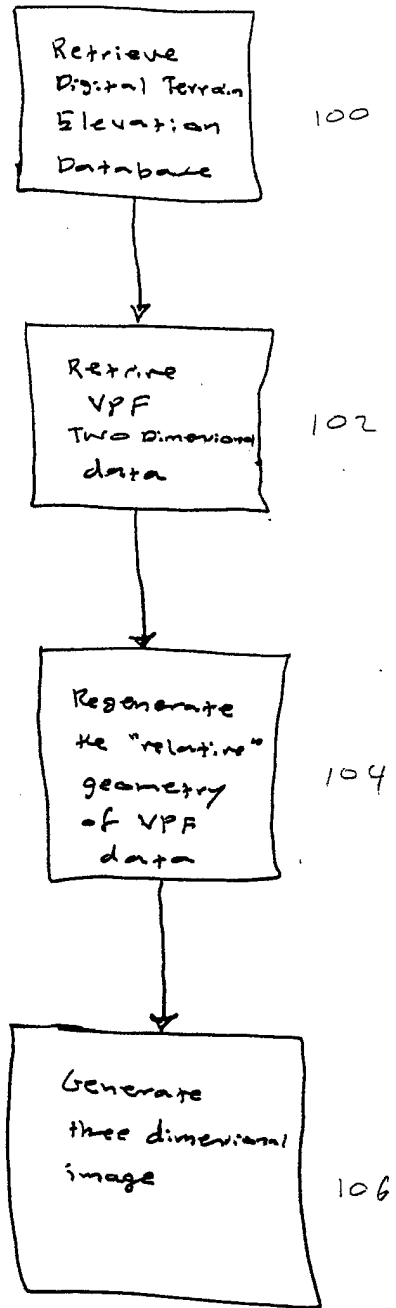 Retrieve
Digital Terrain
Elevation
Database
100
Retrive
VPF
Two Dimensional
data
102
Regenerate
the "relative"
geometry
of VPF
data
104
Generate
three dimensional
image
106